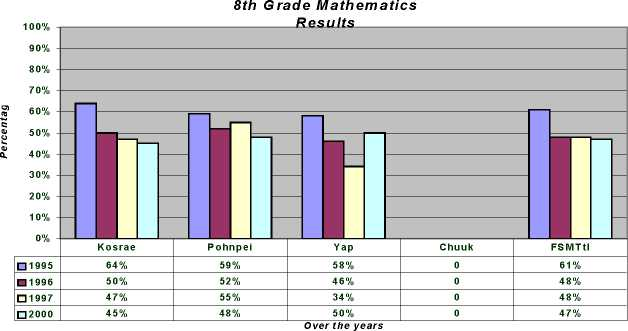 8th Grade Mathematics
Results
Percentag
100%
90%
80%
70%
60%
50%
40%
30%
20%
10%
0%
Kosrae Pohnpei Yap Chuuk FSMTtl
1995 64% 59% 58% 0 61%
1996 50% 52% 46% 0 48%
1997 47% 55% 34% 0 48%
2000 45% 48% 50% 0 47%
Over the years